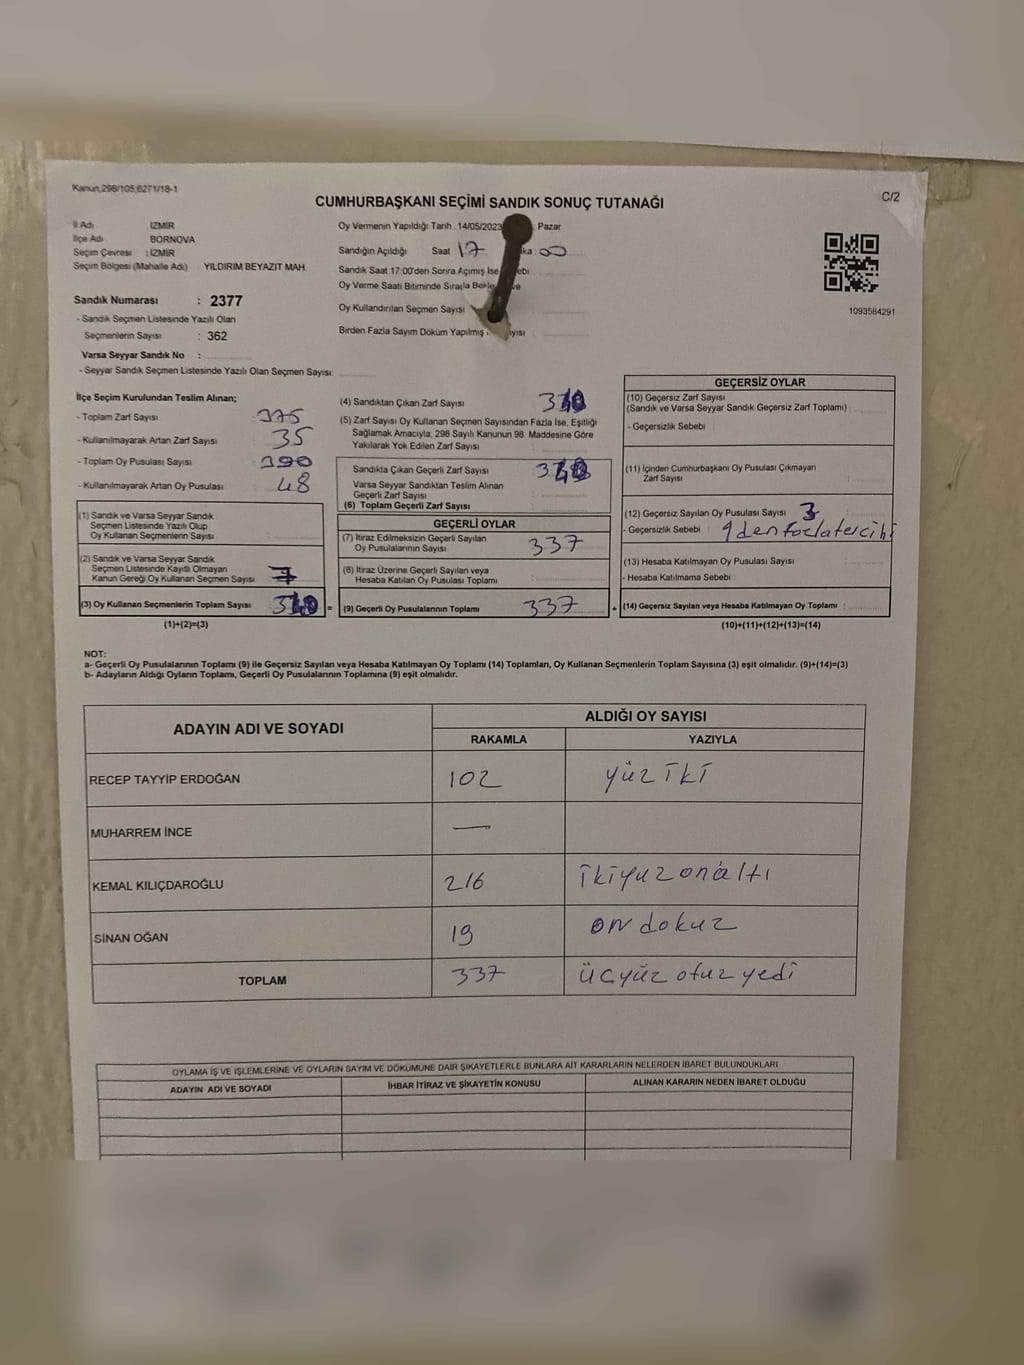 Kanun;298/105;6271/18-1
CUMHURBAŞKANI SEÇİMİ SANDIK SONUÇ TUTANAĞI
C/2
İl Adı İZMİR
İlçe Adı BORNOVA
Seçim Çevresi : İZMİR
Seçim Bölgesi (Mahalle Adı) YILDIRIM BEYAZIT MAH.
Sandık Numarası : 2377
- Sandık Seçmen Listesinde Yazılı Olan
Seçmenlerin Sayısı : 362
Varsa Seyyar Sandık No :
- Seyyar Sandık Seçmen Listesinde Yazılı Olan Seçmen Sayısı:
Oy Vermenin Yapıldığı Tarih : 14/05/2023 Pazar
Sandığın Açıldığı Saat 17 : 00
Sandık Saat 17:00'den Sonra Açımış İse
Oy Verme Saati Bitiminde Sırada
Oy Kullandırılan Seçmen Sayısı
Birden Fazla Sayım Döküm Yapılmış
1093584291
İlçe Seçim Kurulundan Teslim Alınan;
- Toplam Zarf Sayısı : 375
- Kullanılmayarak Artan Zarf Sayısı : 35
- Toplam Oy Pusulası Sayısı : 390
- Kullanılmayarak Artan Oy Pusulası : 48
(1) Sandık ve Varsa Seyyar Sandık
Seçmen Listesinde Yazılı Olup
Oy Kullanan Seçmenlerin Sayısı :
(2) Sandık ve Varsa Seyyar Sandık
Seçmen Listesinde Kayıtlı Olmayan
Kanun Gereği Oy Kullanan Seçmen Sayısı :
(3) Oy Kullanan Seçmenlerin Toplam Sayısı : 340
(1)+(2)=(3)
(4) Sandıktan Çıkan Zarf Sayısı : 340
(5) Zarf Sayısı Oy Kullanan Seçmen Sayısından Fazla İse, Eşitliği
Sağlamak Amacıyla, 298 Sayılı Kanunun 98. Maddesine Göre
Yakılarak Yok Edilen Zarf Sayısı :
Sandıkta Çıkan Geçerli Zarf Sayısı : 340
Varsa Seyyar Sandıktan Teslim Alınan
Geçerli Zarf Sayısı :
(6) Toplam Geçerli Zarf Sayısı :
GEÇERLİ OYLAR
(7) İtiraz Edilmeksizin Geçerli Sayılan
Oy Pusulalarının Sayısı : 337
(8) İtiraz Üzerine Geçerli Sayılan veya
Hesaba Katılan Oy Pusulası Toplamı :
= (9) Geçerli Oy Pusulalarının Toplamı : 337 +
GEÇERSİZ OYLAR
(10) Geçersiz Zarf Sayısı
(Sandık ve Varsa Seyyar Sandık Geçersiz Zarf Toplamı) :
- Geçersizlik Sebebi :
(11) İçinden Cumhurbaşkanı Oy Pusulası Çıkmayan
Zarf Sayısı :
(12) Geçersiz Sayılan Oy Pusulası Sayısı : 3
- Geçersizlik Sebebi : 1den fazla tercih
(13) Hesaba Katılmayan Oy Pusulası Sayısı :
- Hesaba Katılmama Sebebi
(14) Geçersiz Sayılan veya Hesaba Katılmayan Oy Toplamı :
(10)+(11)+(12)+(13)=(14)
NOT:
a- Geçerli Oy Pusulalarının Toplamı (9) ile Geçersiz Sayılan veya Hesaba Katılmayan Oy Toplamı (14) Toplamları, Oy Kullanan Seçmenlerin Toplam Sayısına (3) eşit olmalıdır. (9)+(14)=(3)
b- Adayların Aldığı Oyların Toplamı, Geçerli Oy Pusulalarının Toplamına (9) eşit olmalıdır.
ADAYIN ADI VE SOYADI ALDIĞI OY SAYISI
RAKAMLA YAZIYLA
RECEP TAYYİP ERDOĞAN 102 yüz iki
MUHARREM İNCE —
KEMAL KILIÇDAROĞLU 216 ikiyuz onaltı
SİNAN OĞAN 19 on dokuz
TOPLAM 337 üçyüz otuz yedi
OYLAMA İŞ VE İŞLEMLERİNE VE OYLARIN SAYIM VE DÖKÜMÜNE DAİR ŞİKAYETLERLE BUNLARA AİT KARARLARIN NELERDEN İBARET BULUNDUKLARI
ADAYIN ADI VE SOYADI İHBAR İTİRAZ VE ŞİKAYETİN KONUSU ALINAN KARARIN NEDEN İBARET OLDUĞU